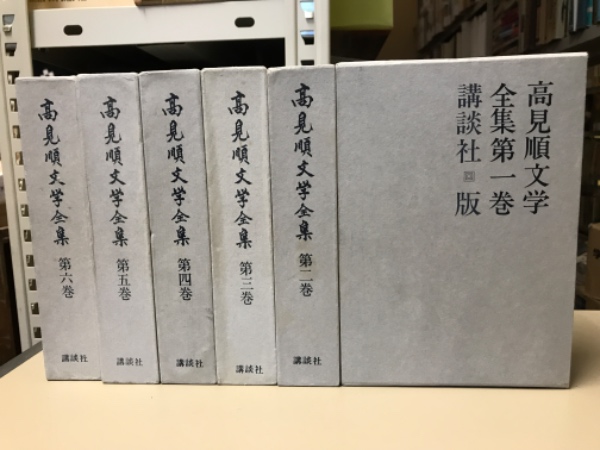 高見順文学
全集第一巻
講談社版
高見順文学全集
第二巻
講談社
高見順文学全集
第三巻
講談社
高見順文学全集
第四巻
講談社
高見順文学全集
第五巻
講談社
高見順文学全集
第六巻
講談社